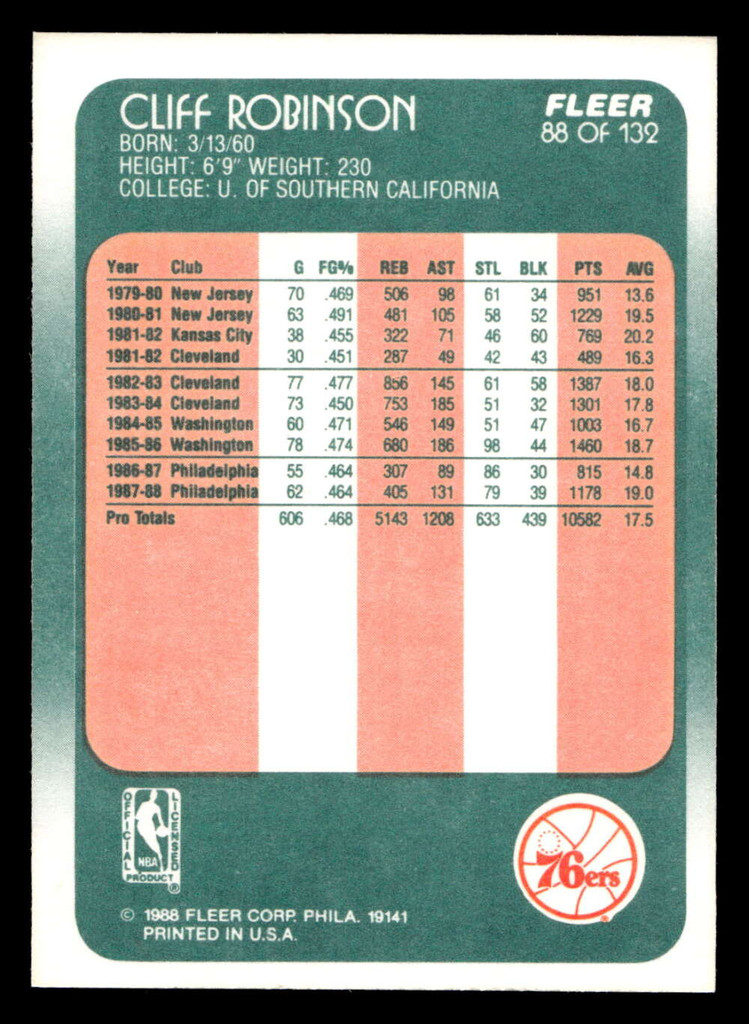 CLIFF ROBINSON
FLEER
88 OF 132
BORN: 3/13/60
HEIGHT: 6'9" WEIGHT: 230
COLLEGE: U. OF SOUTHERN CALIFORNIA
Year Club G FG% REB AST STL BLK PTS AVG
1979-80 New Jersey 70 .469 506 98 61 34 951 13.6
1980-81 New Jersey 63 .491 481 105 58 52 1229 19.5
1981-82 Kansas City 38 .455 322 71 46 60 769 20.2
1981-82 Cleveland 30 .451 287 49 42 43 489 16.3
1982-83 Cleveland 77 .477 856 145 61 58 1387 18.0
1983-84 Cleveland 73 .450 753 185 51 32 1301 17.8
1984-85 Washington 60 .471 546 149 51 47 1003 16.7
1985-86 Washington 78 .474 680 186 98 44 1460 18.7
1986-87 Philadelphia 55 .464 307 89 86 30 815 14.8
1987-88 Philadelphia 62 .464 405 131 79 39 1178 19.0
Pro Totals 606 .468 5143 1208 633 439 10582 17.5
OFFICIAL LICENSED
NBA
PRODUCT ®
76ers
© 1988 FLEER CORP. PHILA. 19141
PRINTED IN U.S.A.